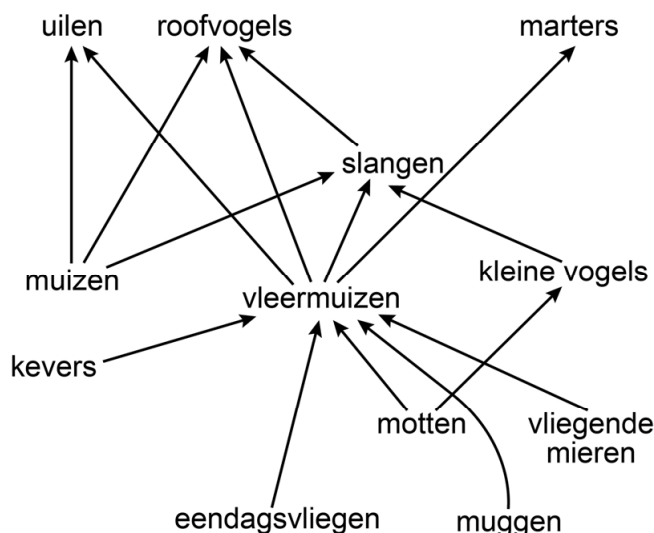 uilen
roofvogels
marters
slangen
muizen
kleine vogels
vleermuizen
kevers
motten
vliegende
mieren
eendagsvliegen
muggen